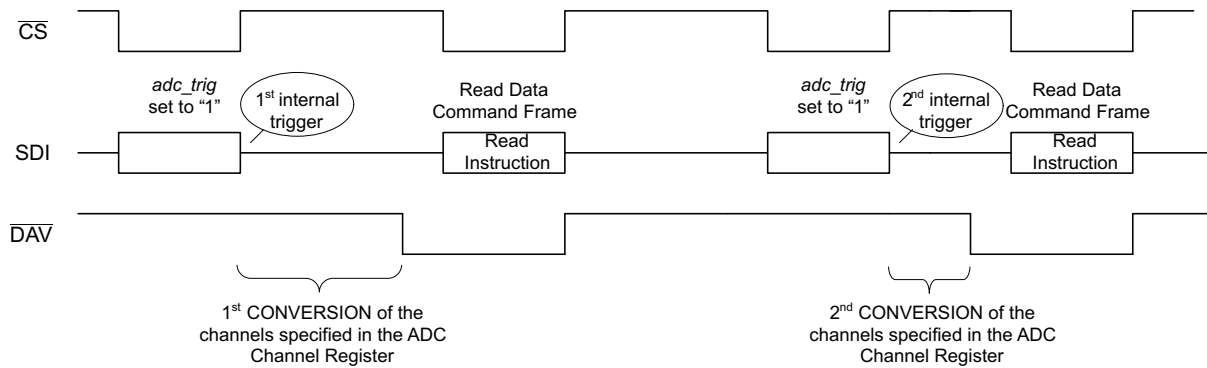 CS
adc_trig
set to “1”
1st internal
trigger
Read Data
Command Frame
adc_trig
set to “1”
2nd internal
trigger
Read Data
Command Frame
SDI
Read
Instruction
Read
Instruction
DAV
1st CONVERSION of the
channels specified in the ADC
Channel Register
2nd CONVERSION of the
channels specified in the ADC
Channel Register